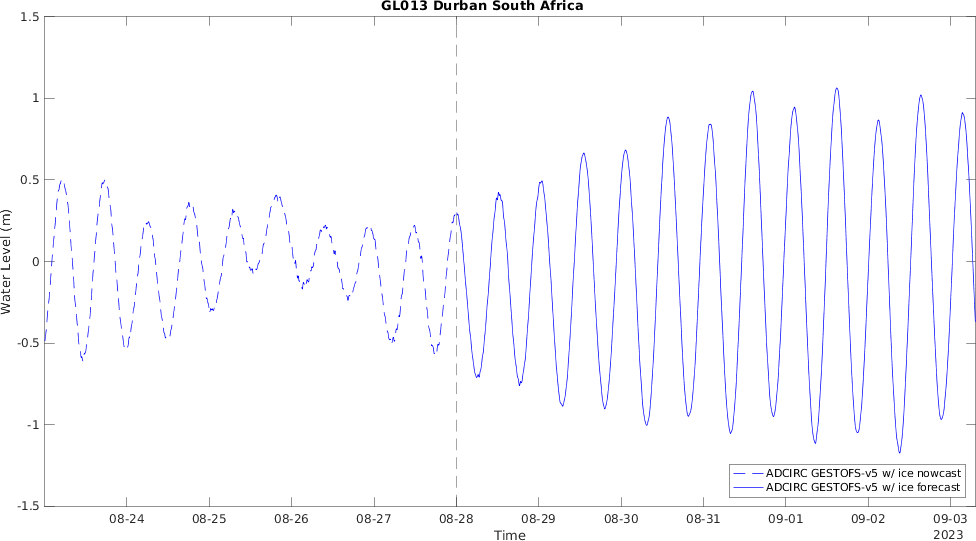 GL013 Durban South Africa
1.5
1
0.5
0
-0.5
-1
-1.5
Water Level (m)
ADCIRC GESTOFS-v5 w/ ice nowcast
ADCIRC GESTOFS-v5 w/ ice forecast
08-24 08-25 08-26 08-27 08-28 08-29 08-30 08-31 09-01 09-02 09-03
Time
2023